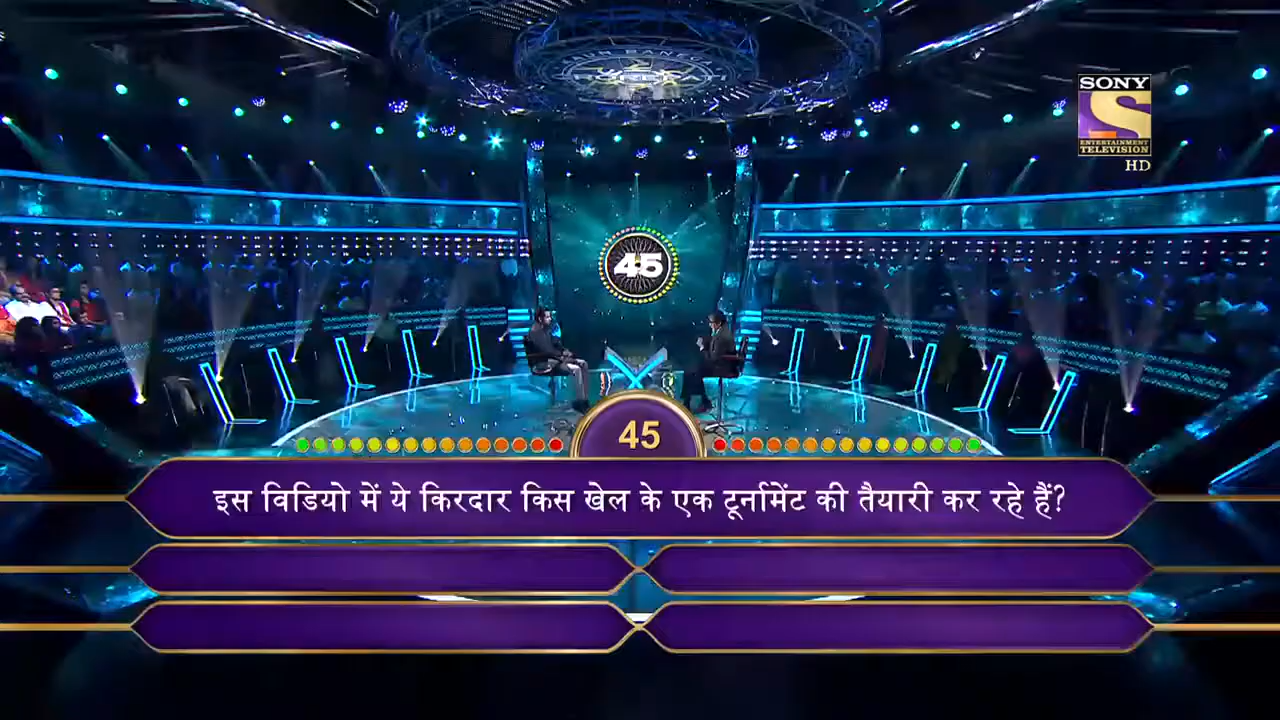 SONY
ENTERTAINMENT
TELEVISION
HD
45
45
इस विडियो में ये किरदार किस खेल के एक टूर्नामेंट की तैयारी कर रहे हैं?